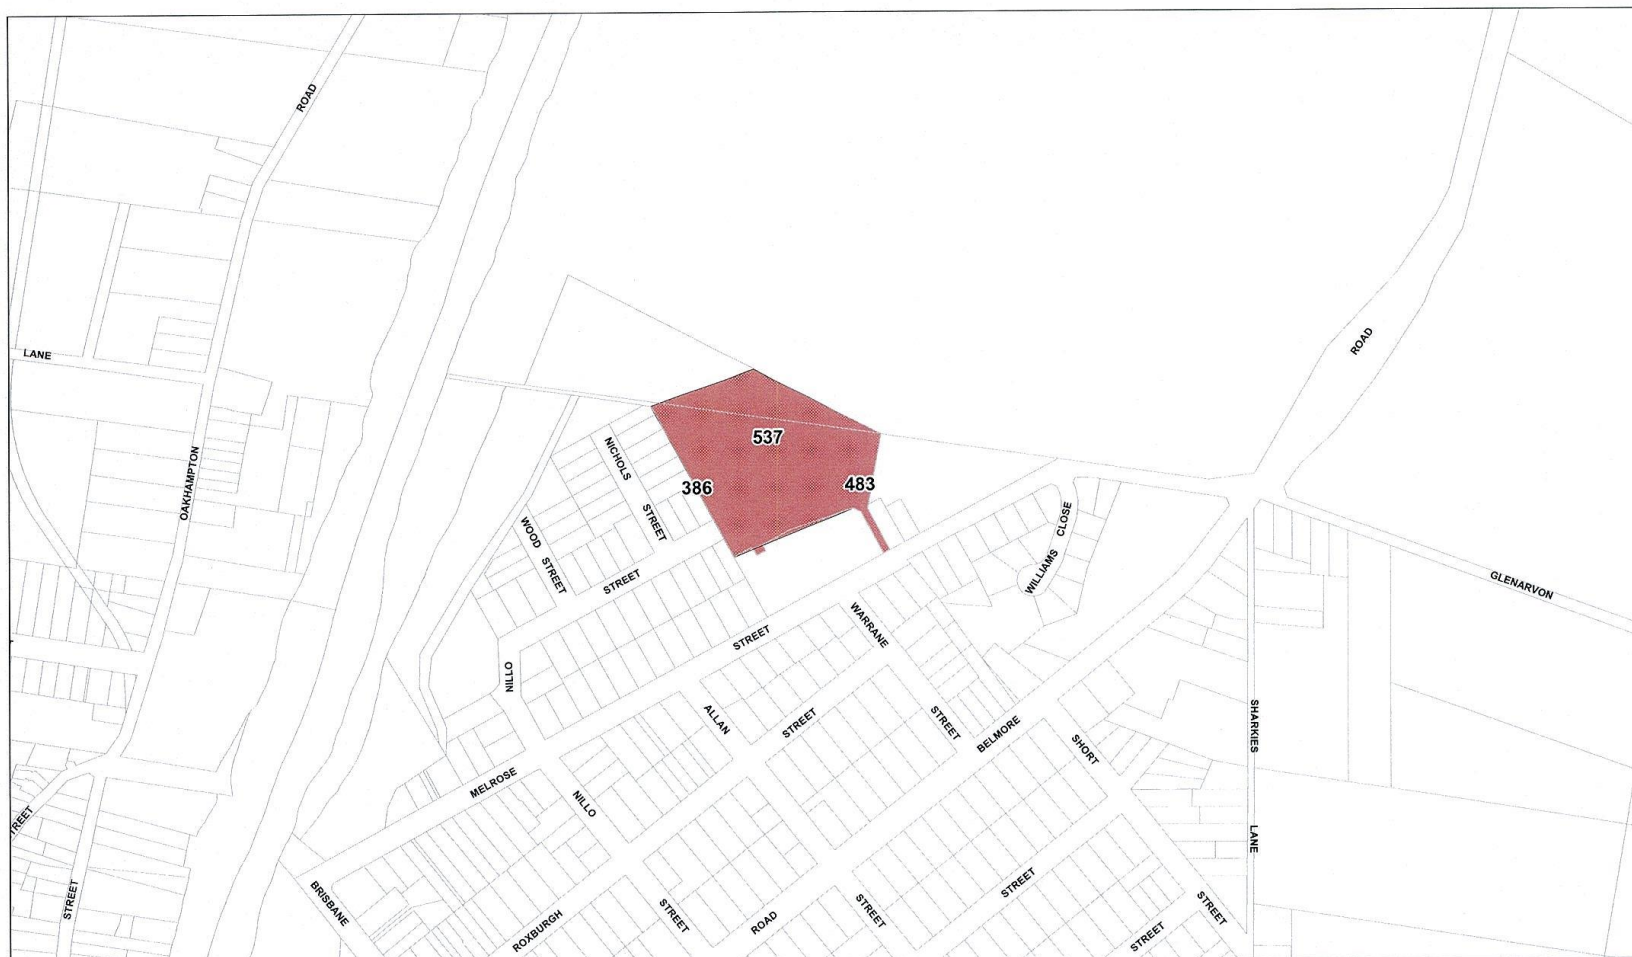 ROAD
ROAD
LANE
537
386
483
NICHOLS
STREET
OAKHAMPTON
WOOD STREET
STREET
WILLIAMS CLOSE
GLENARVON
STREET
WARRANE
NILLO
ALLAN
STREET
STREET
BELMORE
SHORT
SHARKIES
MELROSE
NILLO
LANE
STREET
BRISBANE
ROXBURGH
STREET
ROAD
STREET
STREET
STREET
STREET